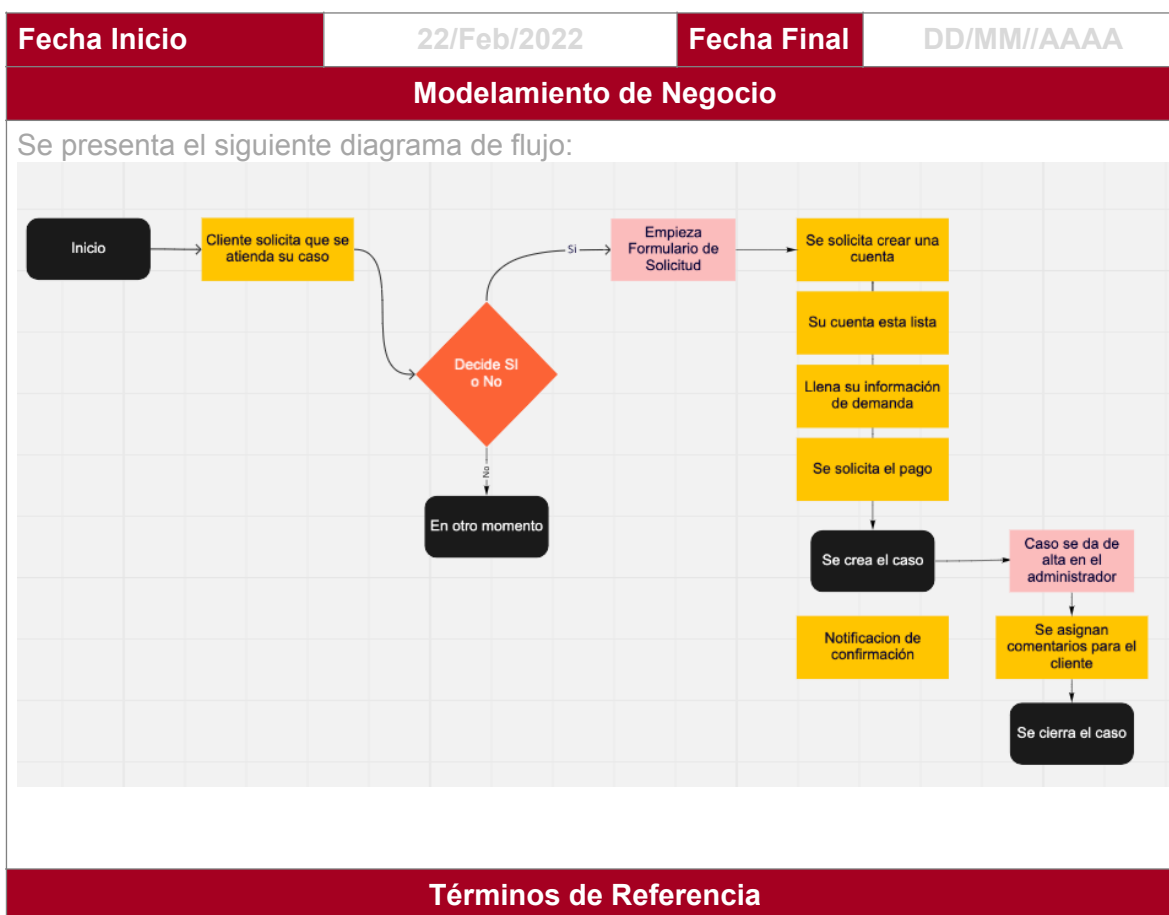 Fecha Inicio
22/Feb/2022
Fecha Final
DD/MM//AAAA
Modelamiento de Negocio
Se presenta el siguiente diagrama de flujo:
Inicio
Cliente solicita que se
atienda su caso
Decide SI
o No
No
En otro momento
Si
Empieza
Formulario de
Solicitud
Se solicita crear una
cuenta
Su cuenta esta lista
Llena su información
de demanda
Se solicita el pago
Se crea el caso
Notificacion de
confirmación
Caso se da de
alta en el
administrador
Se asignan
comentarios para el
cliente
Se cierra el caso
Términos de Referencia